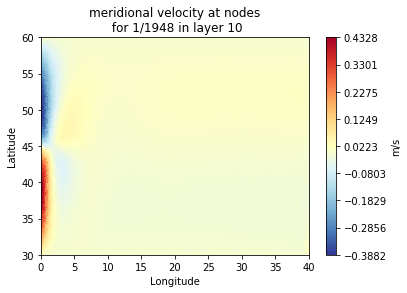 meridional velocity at nodes
for 1/1948 in layer 10
60
55
50
45
40
35
30
Latitude
0 5 10 15 20 25 30 35 40
Longitude
0.4328
0.3301
0.2275
0.1249
0.0223
-0.0803
-0.1829
-0.2856
-0.3882
m/s